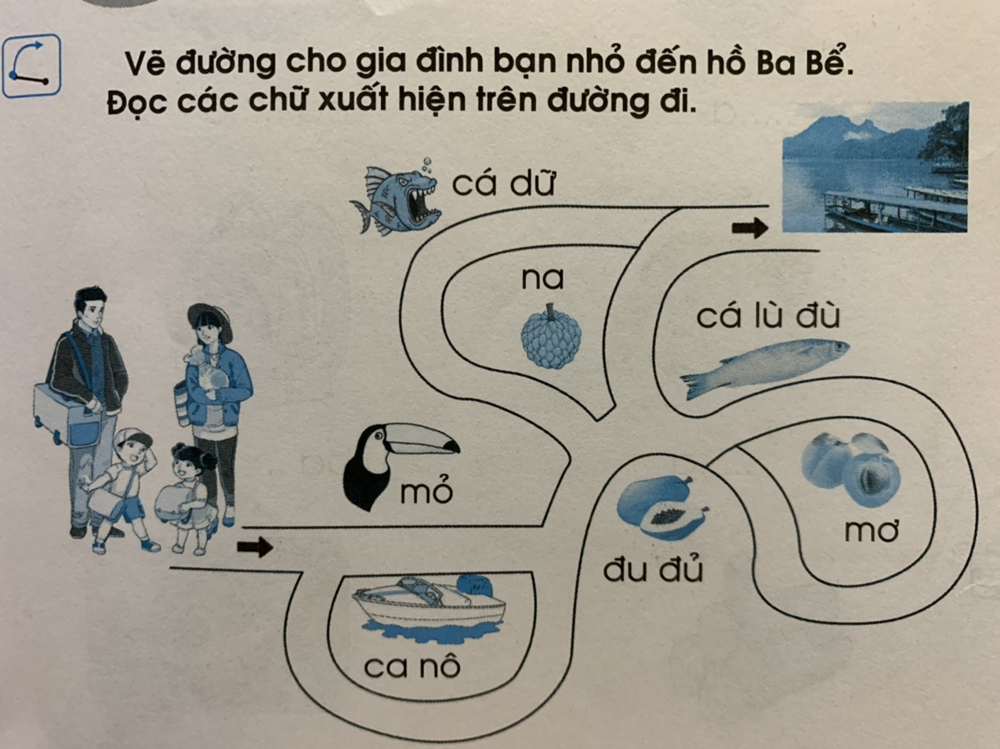 Vẽ đường cho gia đình bạn nhỏ đến hồ Ba Bể.
Đọc các chữ xuất hiện trên đường đi.
cá dữ
na
cá lù đù
mỏ
mơ
đu đủ
ca nô